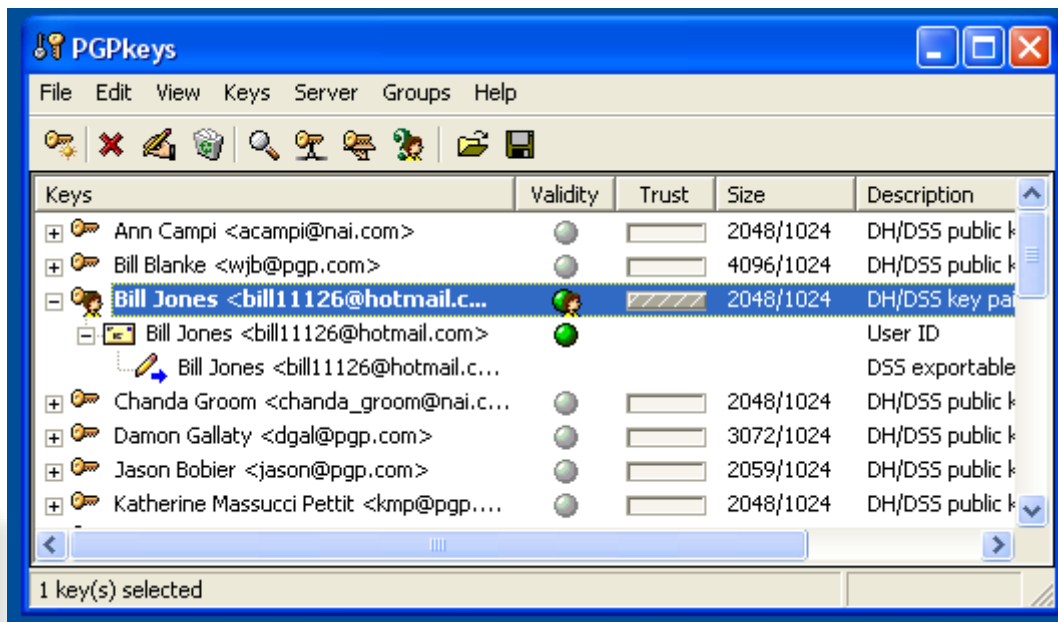 PGPkeys
File Edit View Keys Server Groups Help
Keys Validity Trust Size Description
Ann Campi <acampi@nai.com> 2048/1024 DH/DSS public k
Bill Blanke <wjb@pgp.com> 4096/1024 DH/DSS public k
Bill Jones <bill11126@hotmail.c... 2048/1024 DH/DSS key pai
Bill Jones <bill11126@hotmail.com> User ID
Bill Jones <bill11126@hotmail.c... DSS exportable
Chanda Groom <chanda_groom@nai.c... 2048/1024 DH/DSS public k
Damon Gallaty <dgal@pgp.com> 3072/1024 DH/DSS public k
Jason Bobier <jason@pgp.com> 2059/1024 DH/DSS public k
Katherine Massucci Pettit <kmp@pgp.... 2048/1024 DH/DSS public k
1 key(s) selected